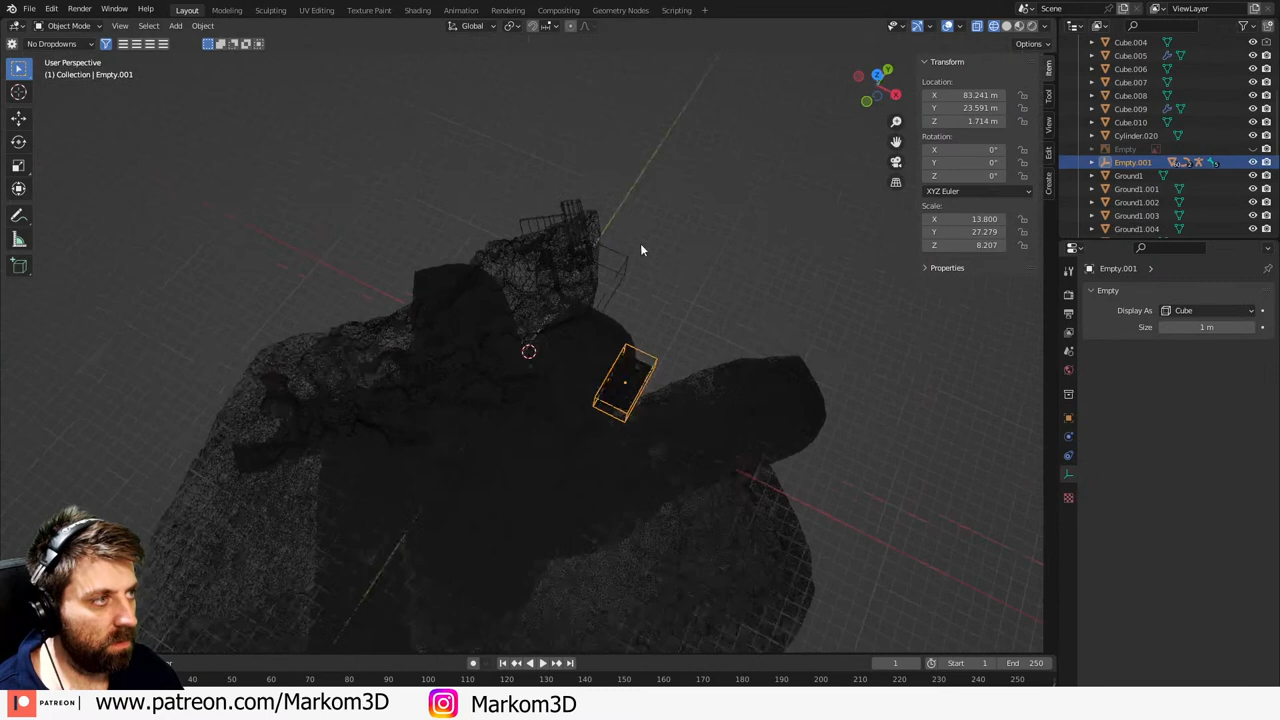 File Edit Render Window Help
Layout Modeling Sculpting UV Editing Texture Paint Shading Animation Rendering Compositing Geometry Nodes Scripting +
Scene ViewLayer
Object Mode View Select Add Object Global
No Dropdowns Options
User Perspective
(1) Collection | Empty.001
Transform
Location:
X 83.241 m
Y 23.591 m
Z 1.714 m
Rotation:
X 0°
Y 0°
Z 0°
XYZ Euler
Scale:
X 13.800
Y 27.279
Z 8.207
Properties
Item
Tool
View
Edit
Create
Z Y X
Cube.004
Cube.005
Cube.006
Cube.007
Cube.008
Cube.009
Cube.010
Cylinder.020
Empty
Empty.001
Ground1
Ground1.001
Ground1.002
Ground1.003
Ground1.004
Empty.001
Empty
Display As Cube
Size 1 m
1 Start 1 End 250
40 50 60 70 80 90 100 110 120 130 140 150 160 170 180 190 200 210 220 230 240 250
PATREON www.patreon.com/Markom3D Markom3D